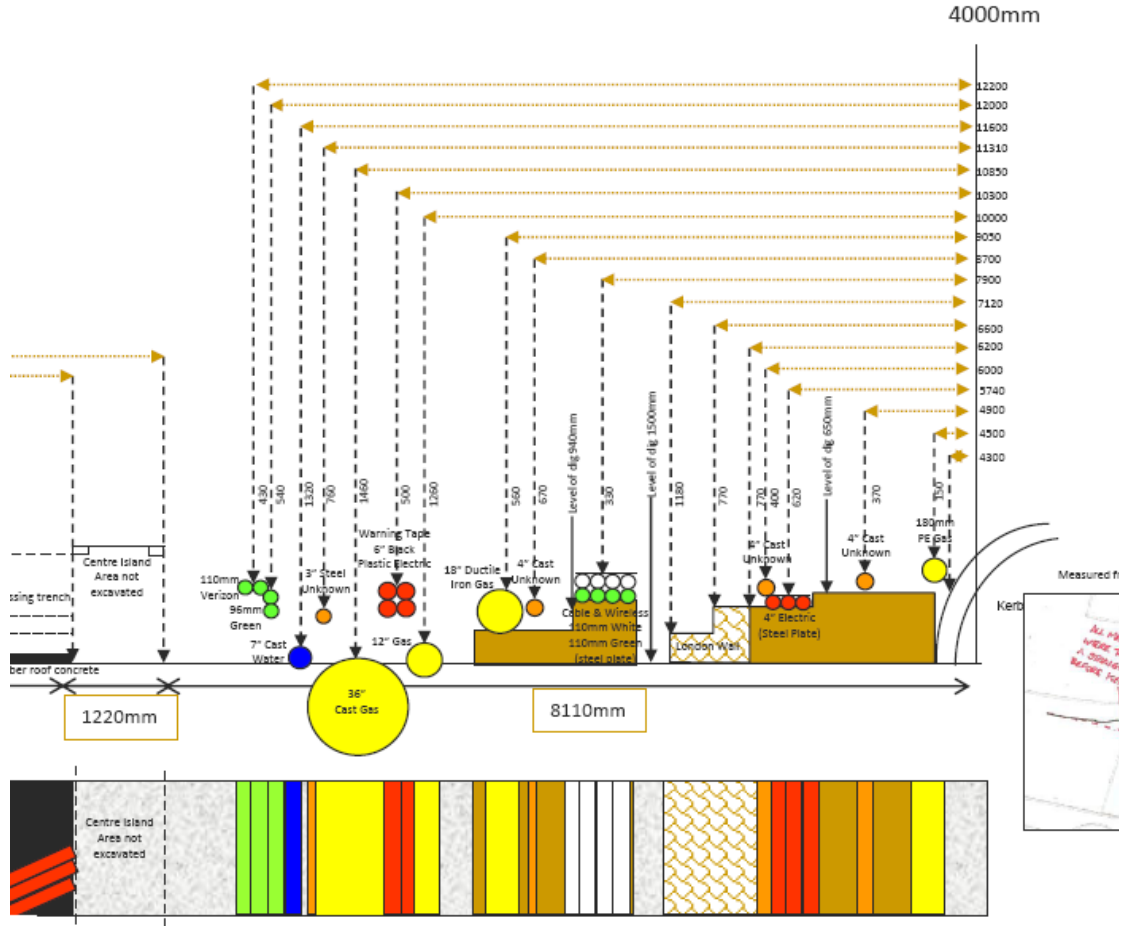 4000mm
12200
12000
11600
11310
10850
10300
10000
9050
8700
7900
7120
6600
6200
6000
5740
4900
4500
4300
430
540
1320
760
1460
500
1260
560
670
Level of dig 940mm
330
Level of dig 1500mm
1180
770
770
400
620
Level of dig 650mm
370
150
Centre Island
Area not
excavated
ssing trench
ber roof concrete
110mm
Verizon
96mm
Green
7" Cast
Water
3" Steel
Unknown
36"
Cast Gas
Warning Tape
6" Black
Plastic Electric
12" Gas
18" Ductile
Iron Gas
4" Cast
Unknown
Cable & Wireless
110mm White
110mm Green
(steel plate)
London Wall
4" Cast
Unknown
4" Electric
(Steel Plate)
4" Cast
Unknown
180mm
PE Gas
Measured fr
Kerb
ALL
WHERE
A
BEFORE
1220mm
8110mm
Centre Island
Area not
excavated